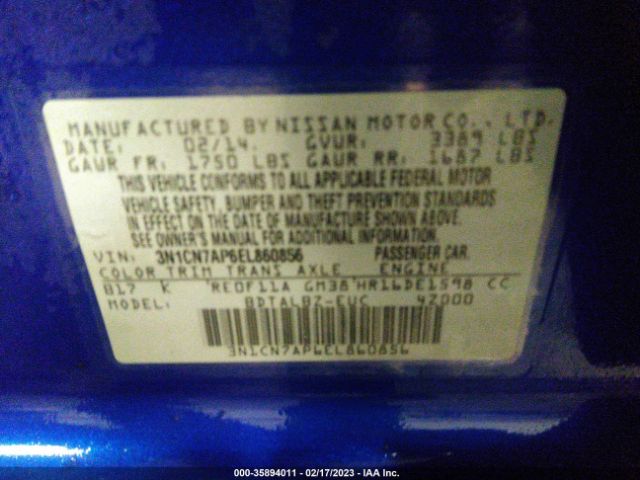 MANUFACTURED BY NISSAN MOTOR CO., LTD.
DATE: 02/14. GVWR: 3389 LBS
GAWR FR: 1750 LBS GAWR RR: 1687 LBS
THIS VEHICLE CONFORMS TO ALL APPLICABLE FEDERAL MOTOR
VEHICLE SAFETY, BUMPER AND THEFT PREVENTION STANDARDS
IN EFFECT ON THE DATE OF MANUFACTURE SHOWN ABOVE.
SEE OWNER'S MANUAL FOR ADDITIONAL INFORMATION.
VIN: 3N1CN7AP6EL860856 PASSENGER CAR.
COLOR TRIM TRANS AXLE ENGINE
B17 K RE0F11A GM38 HR16DE1598 CC
MODEL: BDTALBZ-EUC 4Z000
3N1CN7AP6EL860856
000-35894011 - 02/17/2023 - IAA Inc.